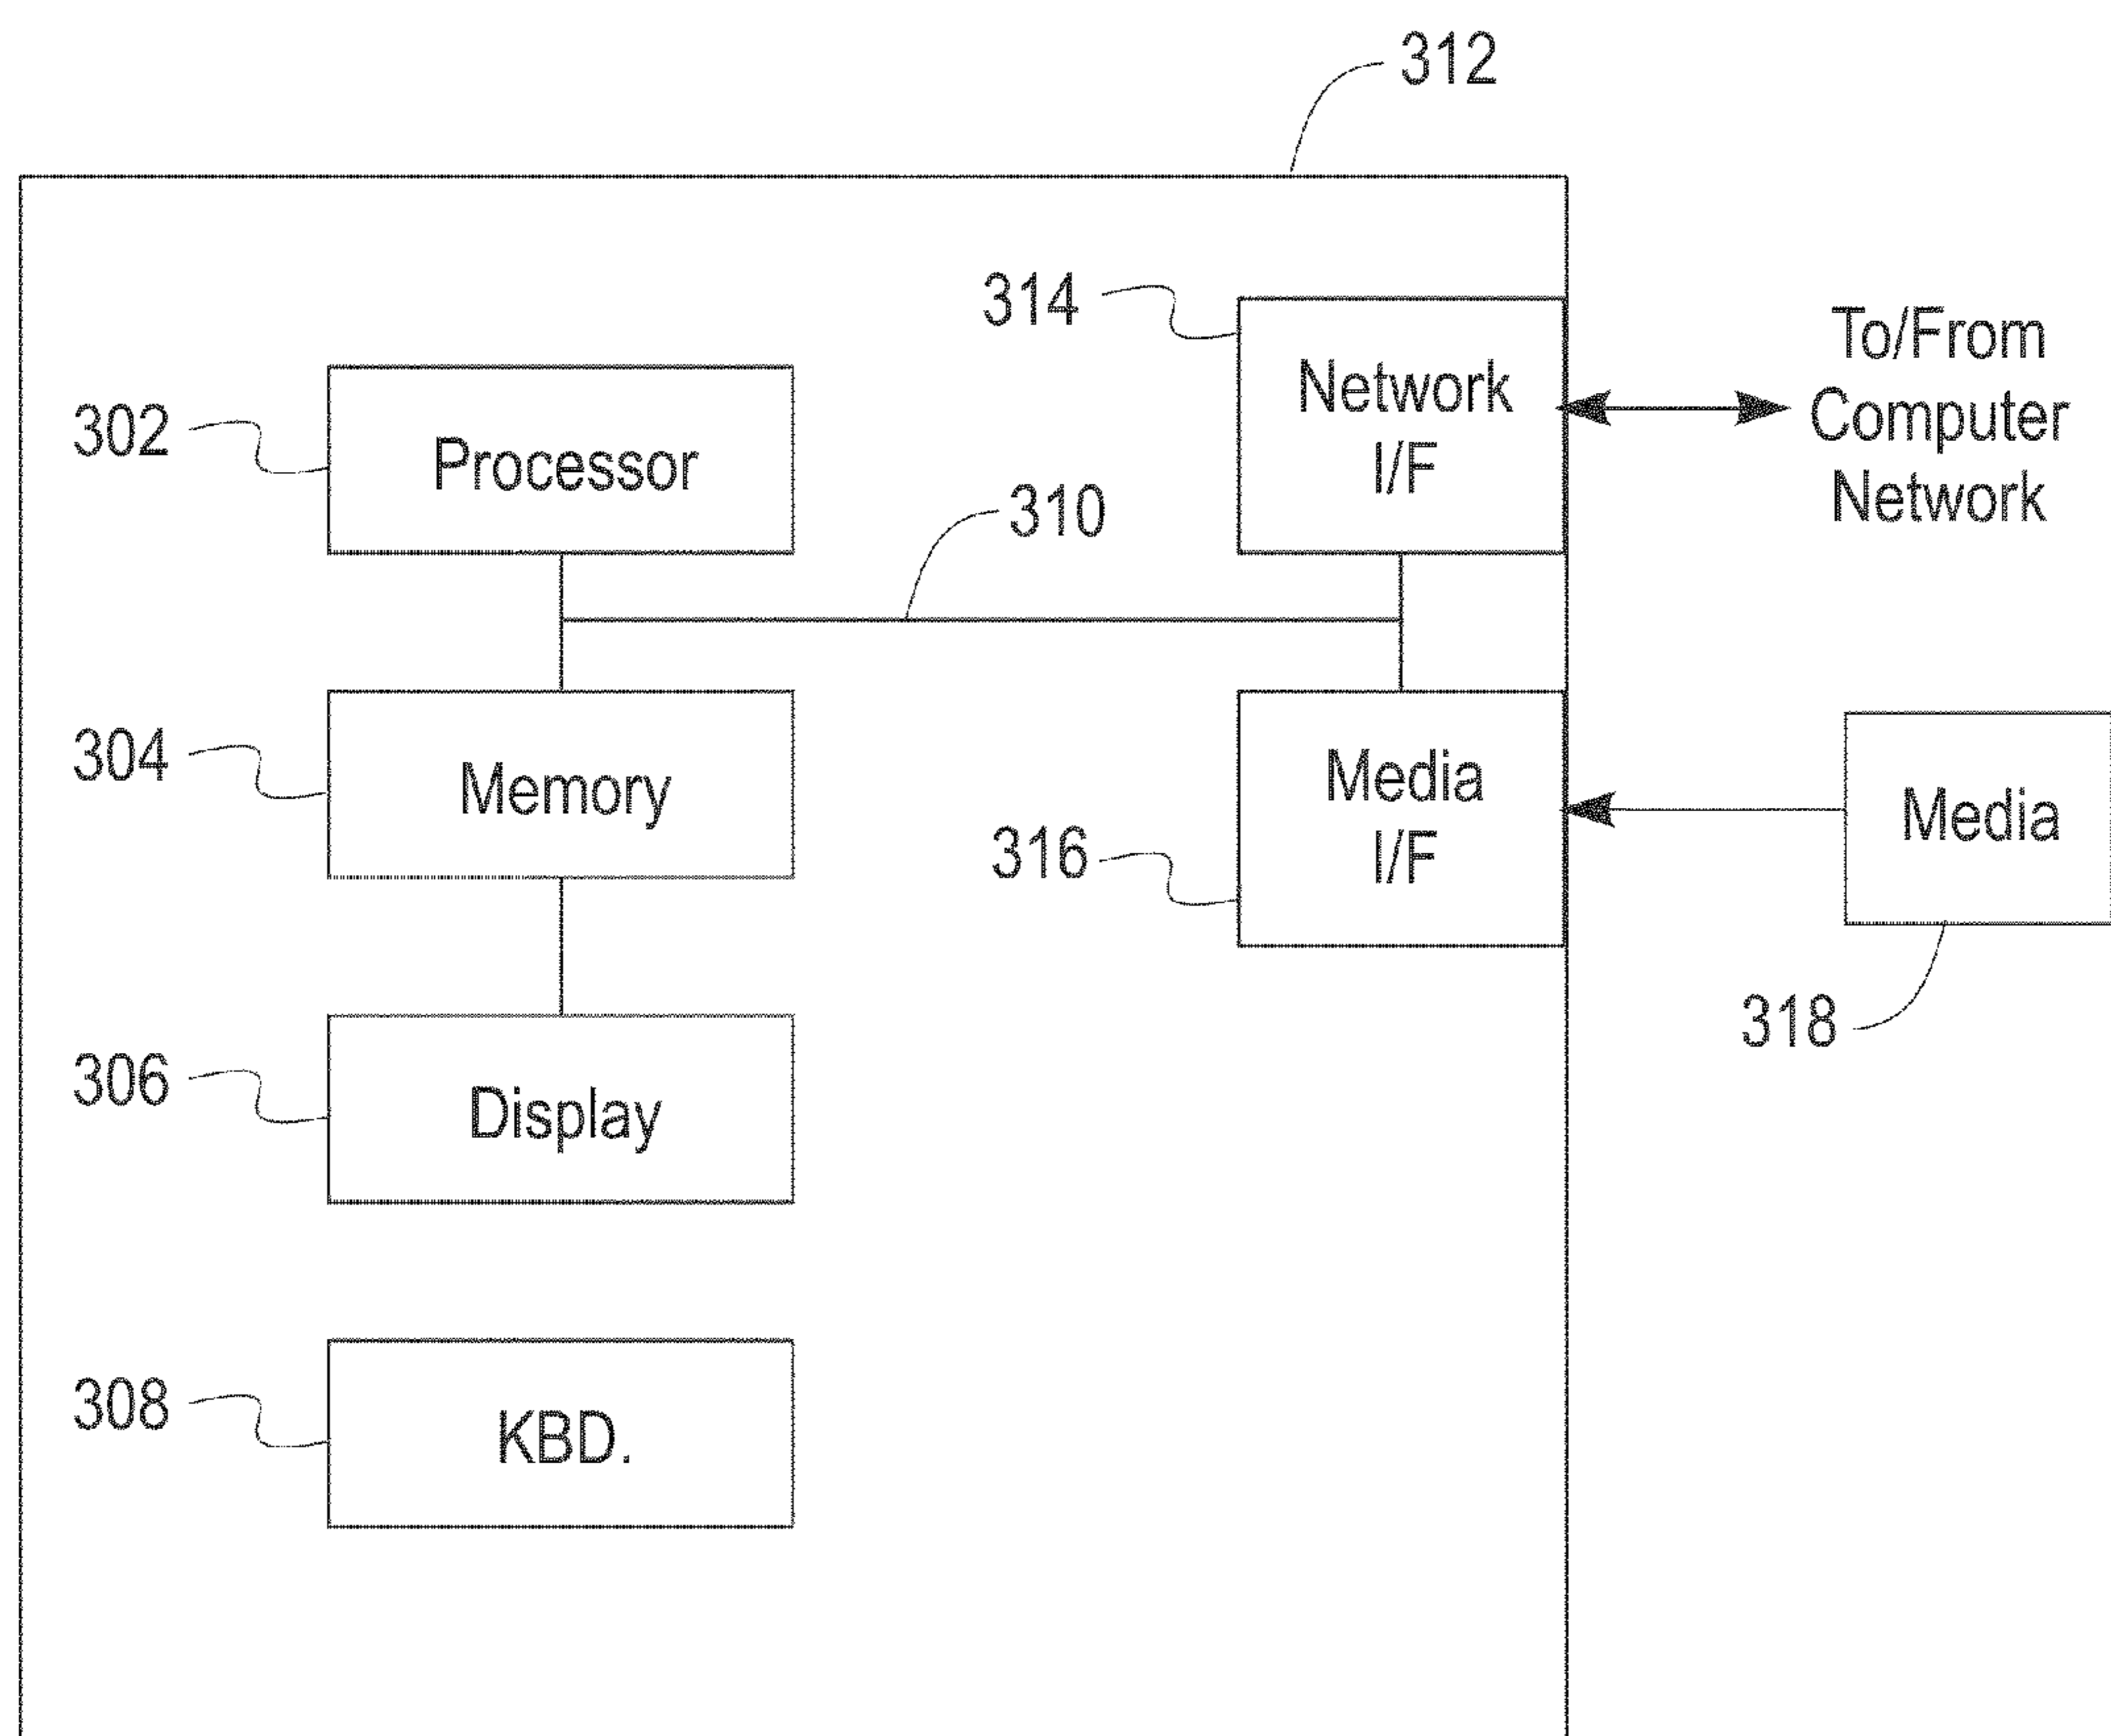 312
314
Network
I/F
To/From
Computer
Network
302
Processor
310
304
Memory
316
Media
I/F
Media
318
306
Display
308
KBD.